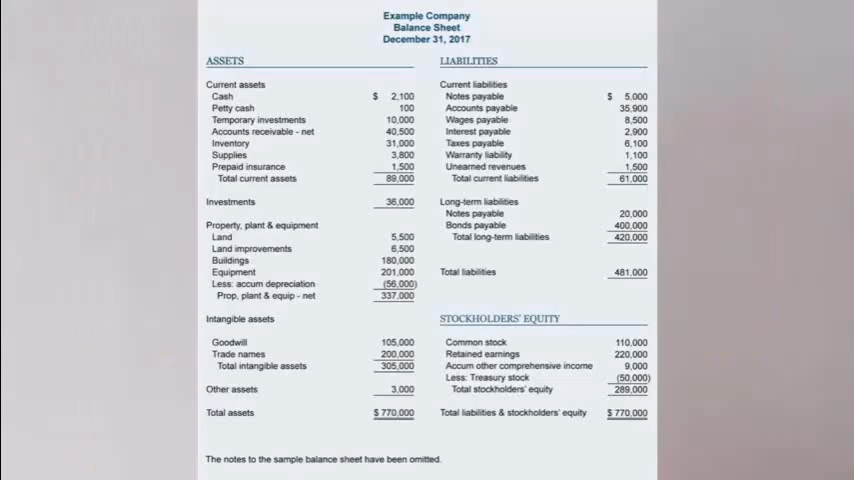 Example Company
Balance Sheet
December 31, 2017
ASSETS
Current assets
Cash $ 2,100
Petty cash 100
Temporary investments 10,000
Accounts receivable - net 40,500
Inventory 31,000
Supplies 3,800
Prepaid insurance 1,500
Total current assets 89,000
Investments 36,000
Property, plant & equipment
Land 5,500
Land improvements 6,500
Buildings 180,000
Equipment 201,000
Less: accum depreciation (56,000)
Prop, plant & equip - net 337,000
Intangible assets
Goodwill 105,000
Trade names 200,000
Total intangible assets 305,000
Other assets 3,000
Total assets $ 770,000
LIABILITIES
Current liabilities
Notes payable $ 5,000
Accounts payable 35,900
Wages payable 8,500
Interest payable 2,900
Taxes payable 6,100
Warranty liability 1,100
Unearned revenues 1,500
Total current liabilities 61,000
Long-term liabilities
Notes payable 20,000
Bonds payable 400,000
Total long-term liabilities 420,000
Total liabilities 481,000
STOCKHOLDERS' EQUITY
Common stock 110,000
Retained earnings 220,000
Accum other comprehensive income 9,000
Less: Treasury stock (50,000)
Total stockholders' equity 289,000
Total liabilities & stockholders' equity $ 770,000
The notes to the sample balance sheet have been omitted.